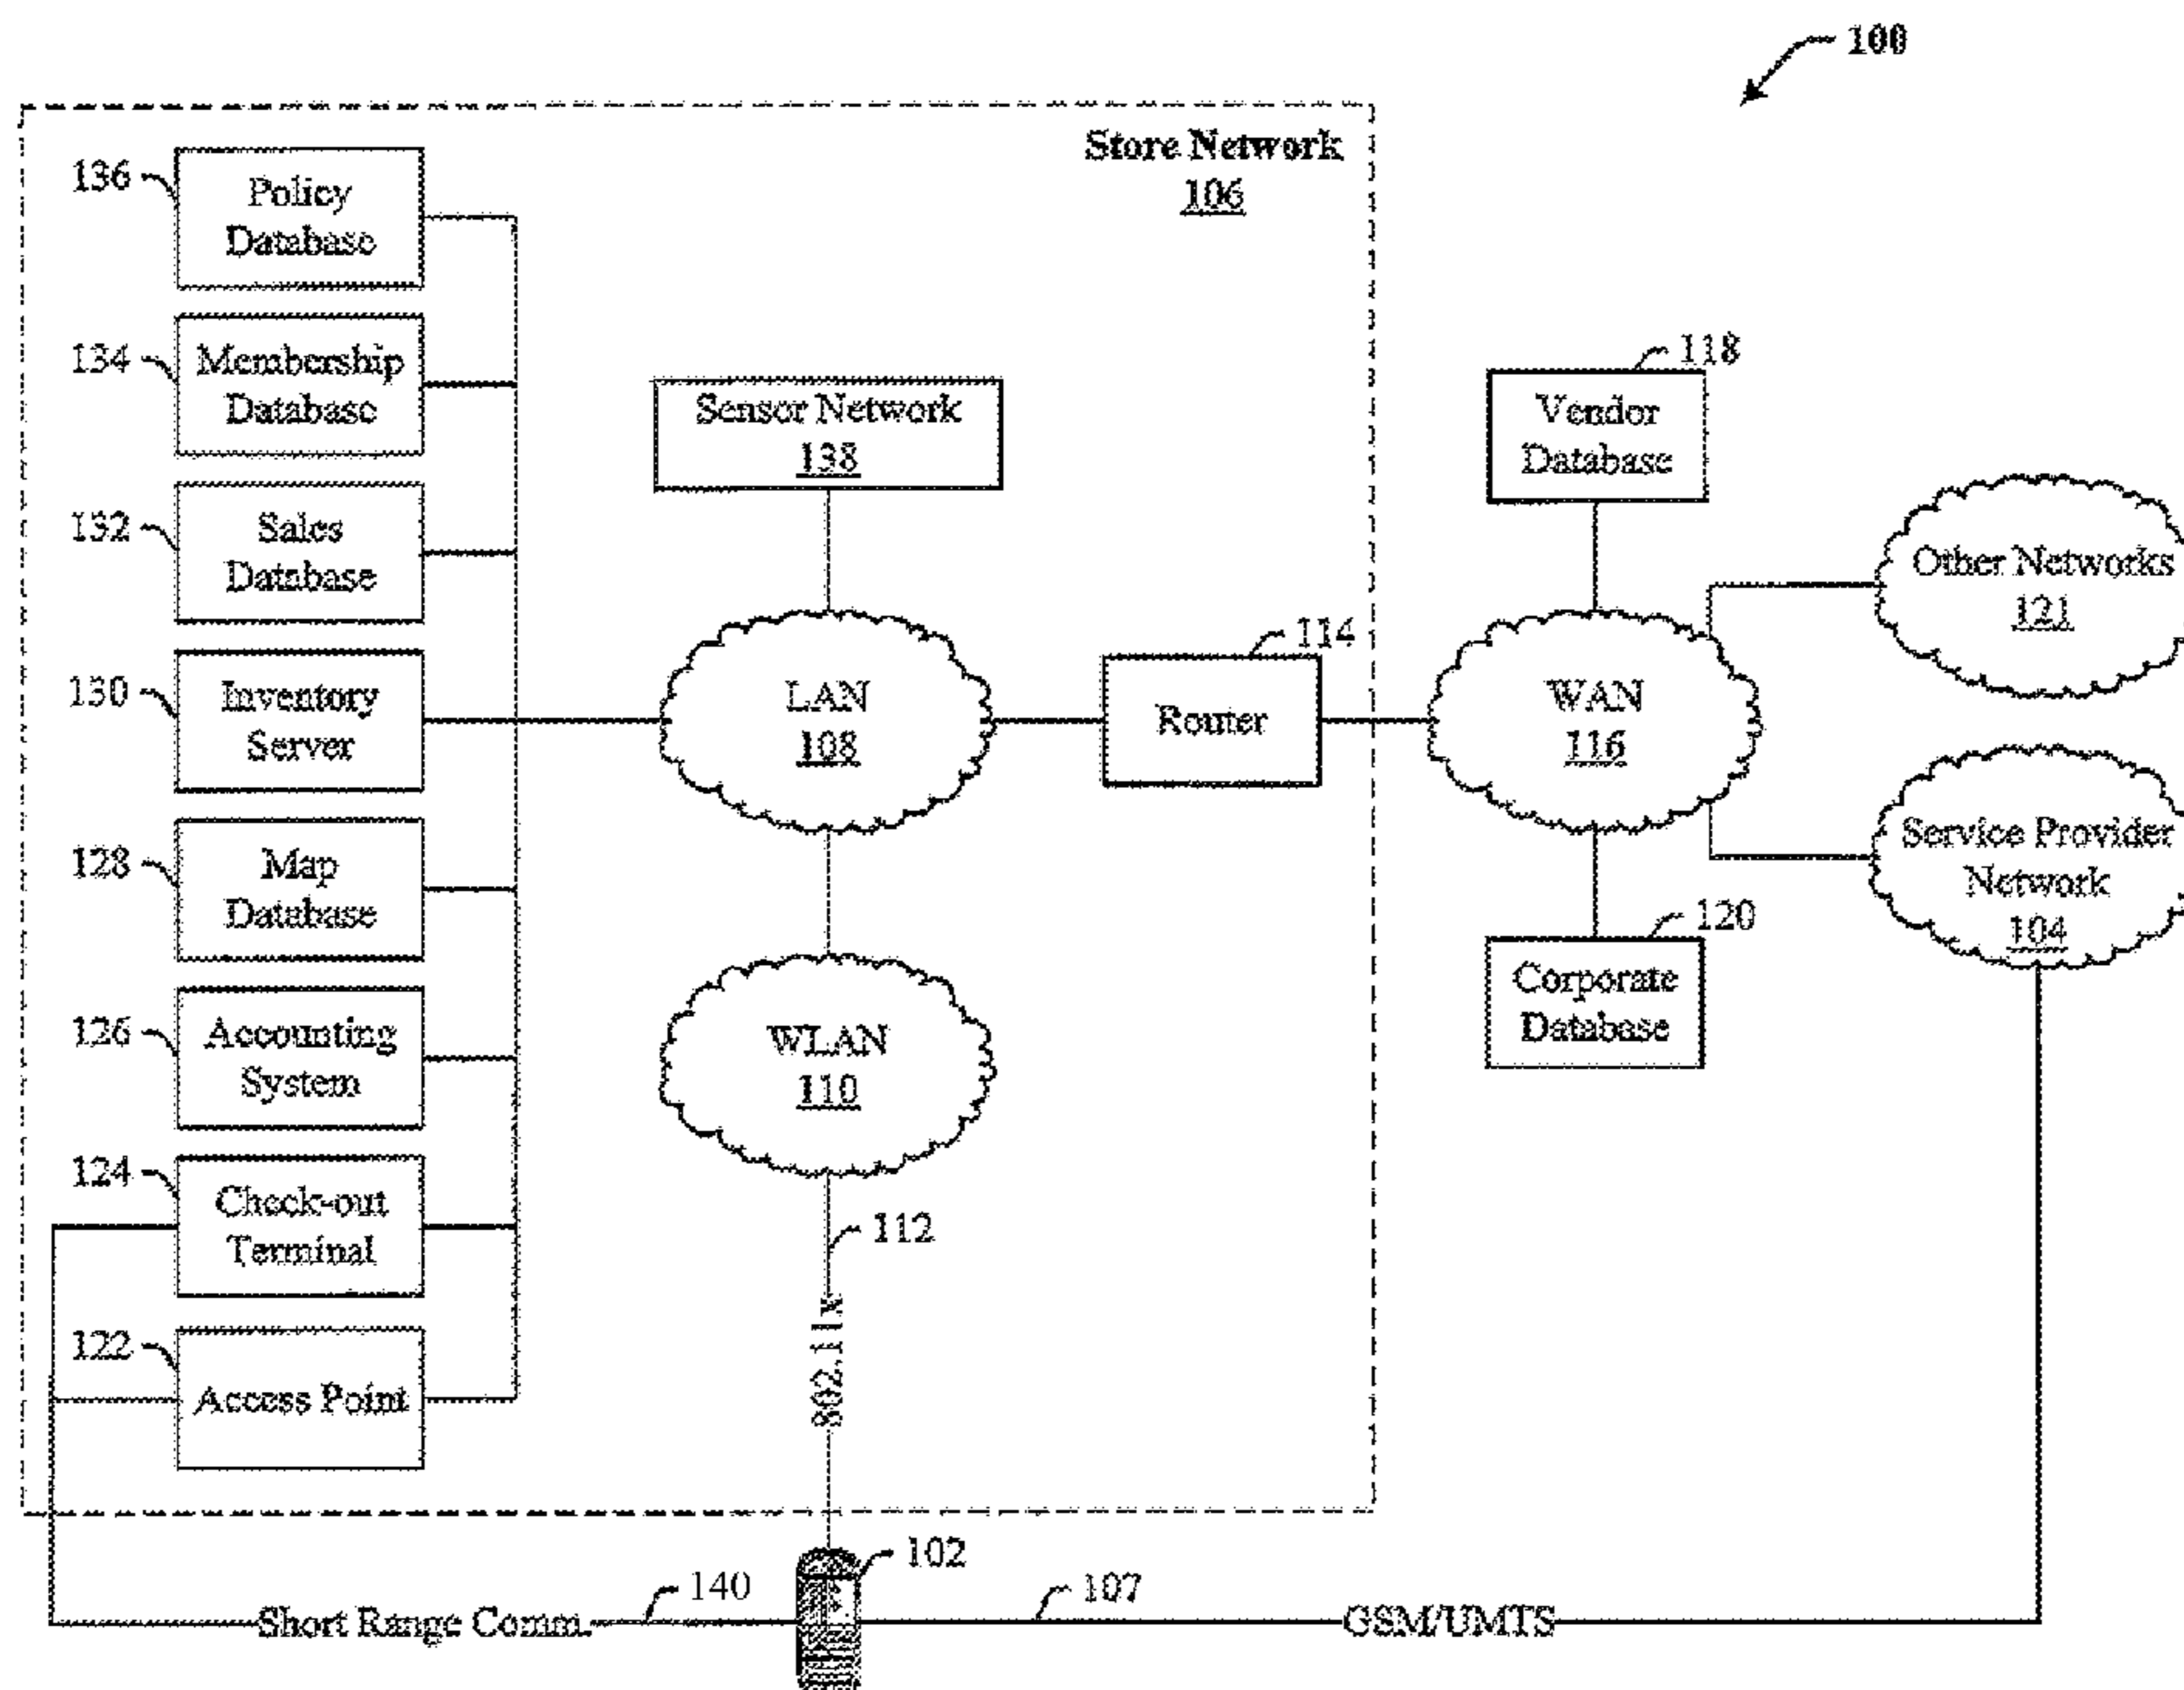 100
Store Network
106
136
Policy
Database
134
Membership
Database
132
Sales
Database
130
Inventory
Server
128
Map
Database
126
Accounting
System
124
Check-out
Terminal
122
Access Point
Sensor Network
138
LAN
108
WLAN
110
112
802.11x
114
Router
118
Vendor
Database
WAN
116
120
Corporate
Database
Other Networks
121
Service Provider
Network
104
102
Short Range Comm.
140
107
GSM/UMTS